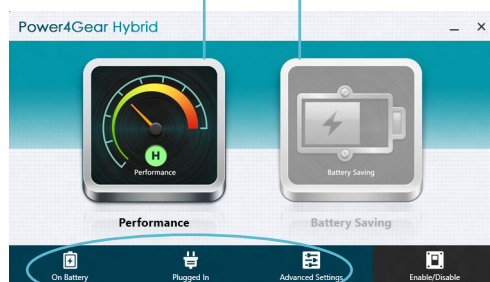 Power4Gear Hybrid
H
Performance
Battery Saving
Performance
Battery Saving
On Battery
Plugged In
Advanced Settings
Enable/Disable